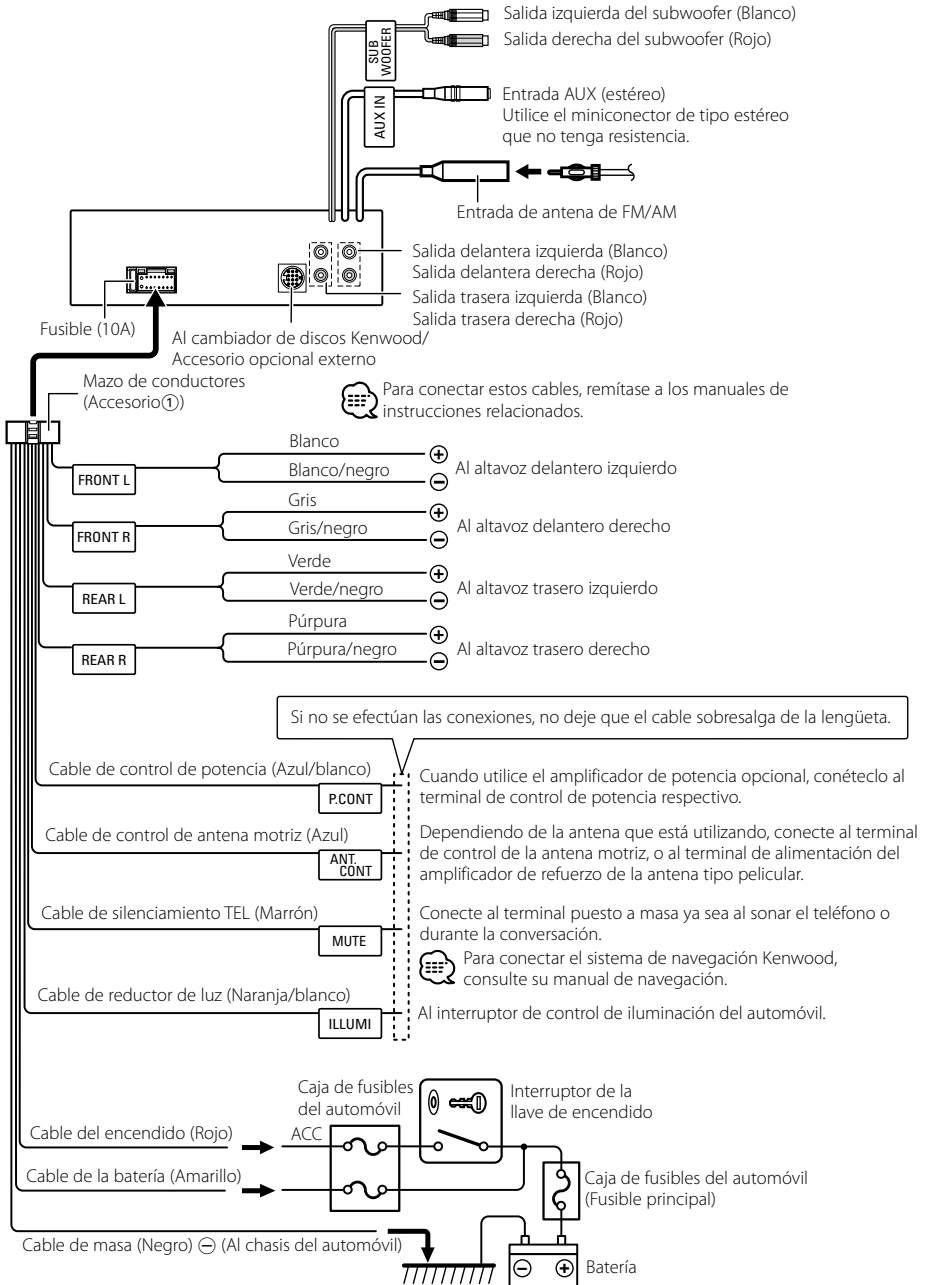 Salida izquierda del subwoofer (Blanco)
Salida derecha del subwoofer (Rojo)
SUB
WOOFER
AUX IN
Entrada AUX (estéreo)
Utilice el miniconector de tipo estéreo
que no tenga resistencia.
Entrada de antena de FM/AM
Salida delantera izquierda (Blanco)
Salida delantera derecha (Rojo)
Salida trasera izquierda (Blanco)
Salida trasera derecha (Rojo)
Fusible (10A)
Al cambiador de discos Kenwood/
Accesorio opcional externo
Mazo de conductores
(Accesorio①)
Para conectar estos cables, remítase a los manuales de
instrucciones relacionados.
FRONT L
Blanco
Blanco/negro
⊕
⊖
Al altavoz delantero izquierdo
FRONT R
Gris
Gris/negro
⊕
⊖
Al altavoz delantero derecho
REAR L
Verde
Verde/negro
⊕
⊖
Al altavoz trasero izquierdo
REAR R
Púrpura
Púrpura/negro
⊕
⊖
Al altavoz trasero derecho
Si no se efectúan las conexiones, no deje que el cable sobresalga de la lengüeta.
Cable de control de potencia (Azul/blanco)
P.CONT
Cuando utilice el amplificador de potencia opcional, conéteclo al
terminal de control de potencia respectivo.
Cable de control de antena motriz (Azul)
ANT.
CONT
Dependiendo de la antena que está utilizando, conecte al terminal
de control de la antena motriz, o al terminal de alimentación del
amplificador de refuerzo de la antena tipo pelicular.
Cable de silenciamiento TEL (Marrón)
MUTE
Conecte al terminal puesto a masa ya sea al sonar el teléfono o
durante la conversación.
Para conectar el sistema de navegación Kenwood,
consulte su manual de navegación.
Cable de reductor de luz (Naranja/blanco)
ILLUMI
Al interruptor de control de iluminación del automóvil.
Caja de fusibles
del automóvil
Interruptor de la
llave de encendido
Cable del encendido (Rojo)
ACC
Cable de la batería (Amarillo)
Caja de fusibles del automóvil
(Fusible principal)
Cable de masa (Negro) ⊖ (Al chasis del automóvil)
⊖ ⊕
Batería